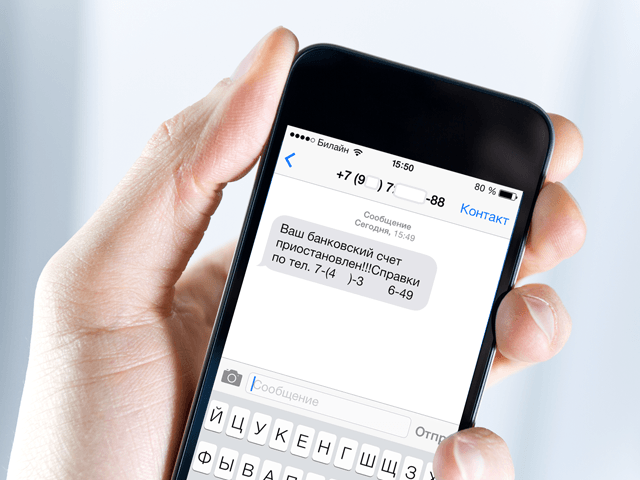 Билайн 15:50 80 %
+7 (9 ) 7 -88 Контакт
Сообщение
Сегодня, 15:49
Ваш банковский счет
приостановлен!!!Справки
по тел. 7-(4 )-3 6-49
Сообщение
Отпр
Й Ц У К Е Н Г Ш Щ З
Ф Ы В А